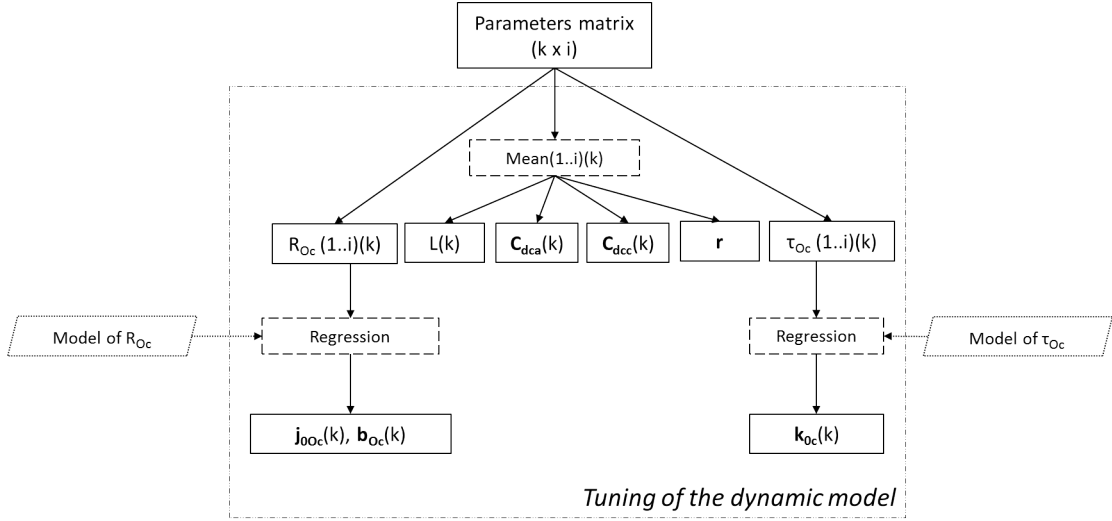 Parameters matrix
(k x i)
Mean(1..i)(k)
R_Oc (1..i)(k)
L(k)
C_dca(k)
C_dcc(k)
r
τ_Oc (1..i)(k)
Model of R_Oc
Regression
Regression
Model of τ_Oc
j_0Oc(k), b_Oc(k)
k_0c(k)
Tuning of the dynamic model